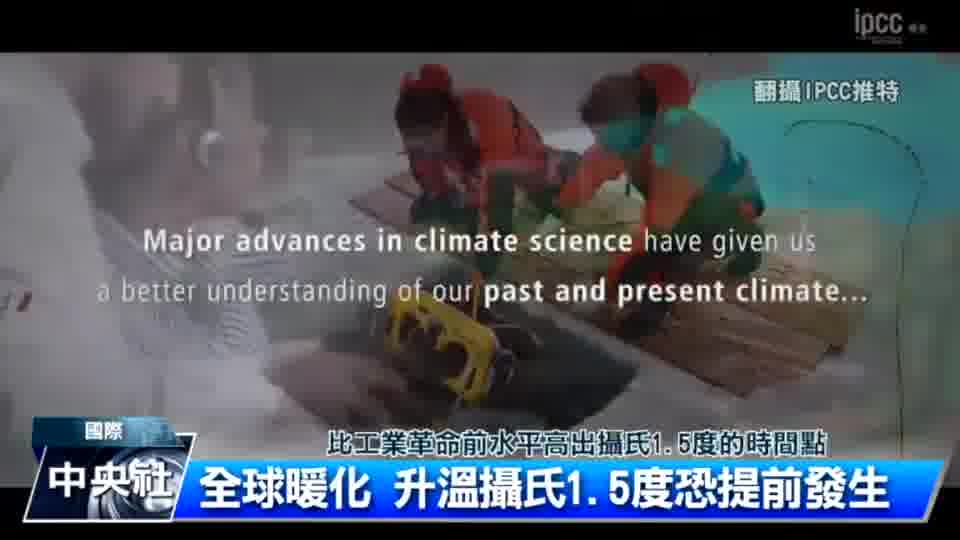 ipcc
翻攝IPCC推特
Major advances in climate science have given us
a better understanding of our past and present climate...
國際
比工業革命前水平高出攝氏1.5度的時間點
中央社
全球暖化 升溫攝氏1.5度恐提前發生